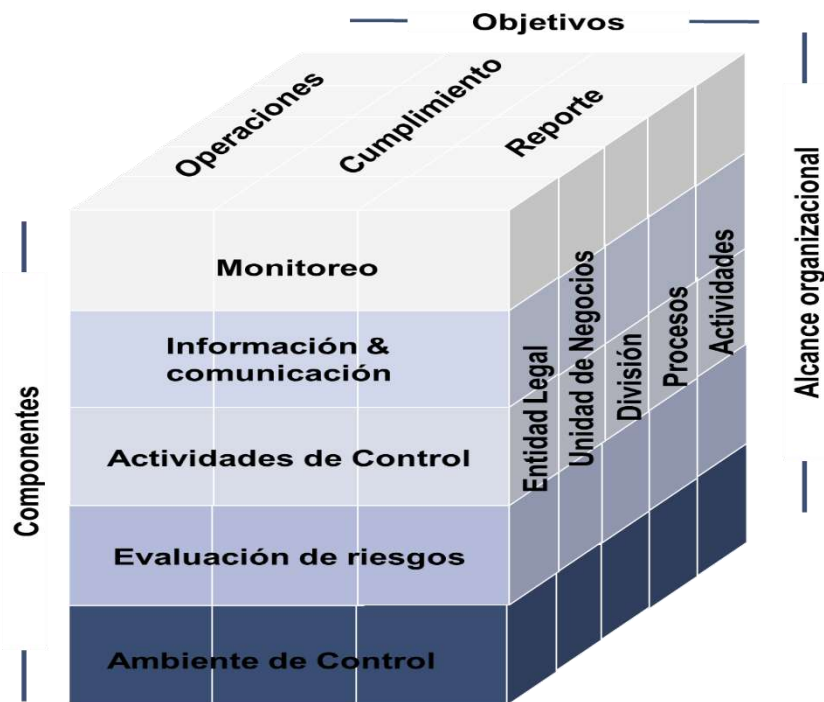 Objetivos
Operaciones
Cumplimiento
Reporte
Componentes
Monitoreo
Información &
comunicación
Actividades de Control
Evaluación de riesgos
Ambiente de Control
Entidad Legal
Unidad de Negocios
División
Procesos
Actividades
Alcance organizacional